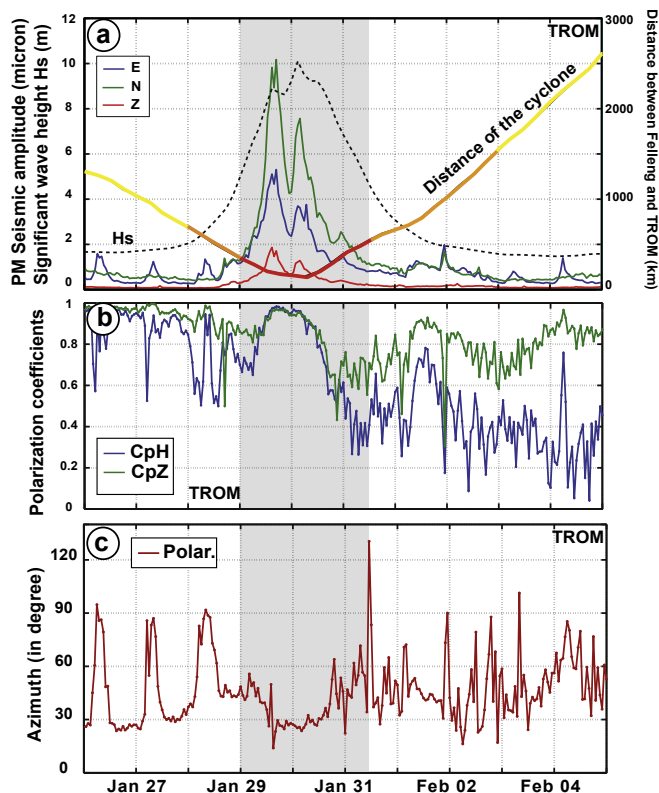 PM Seismic amplitude (micron)
Significant wave height Hs (m)
12
10
8
6
4
2
0
a
E
N
Z
Hs
TROM
Distance of the cyclone
3000
2000
1000
0
Distance between Felleng and TROM (km)
Polarization coefficients
1
0.8
0.6
0.4
0.2
0
b
CpH
CpZ
TROM
Azimuth (in degree)
120
90
60
30
0
c
Polar.
TROM
Jan 27 Jan 29 Jan 31 Feb 02 Feb 04